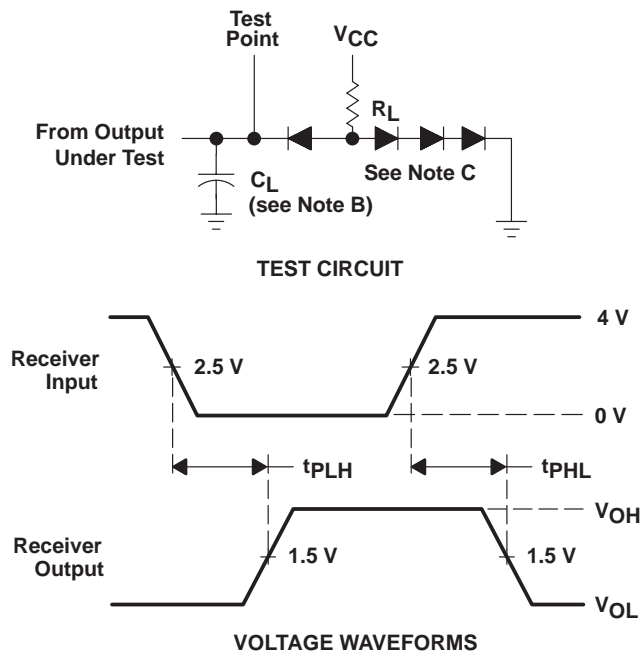 Test
Point
VCC
RL
From Output
Under Test
See Note C
CL
(see Note B)
TEST CIRCUIT
4 V
Receiver
Input
2.5 V
2.5 V
0 V
tPLH
tPHL
VOH
Receiver
Output
1.5 V
1.5 V
VOL
VOLTAGE WAVEFORMS